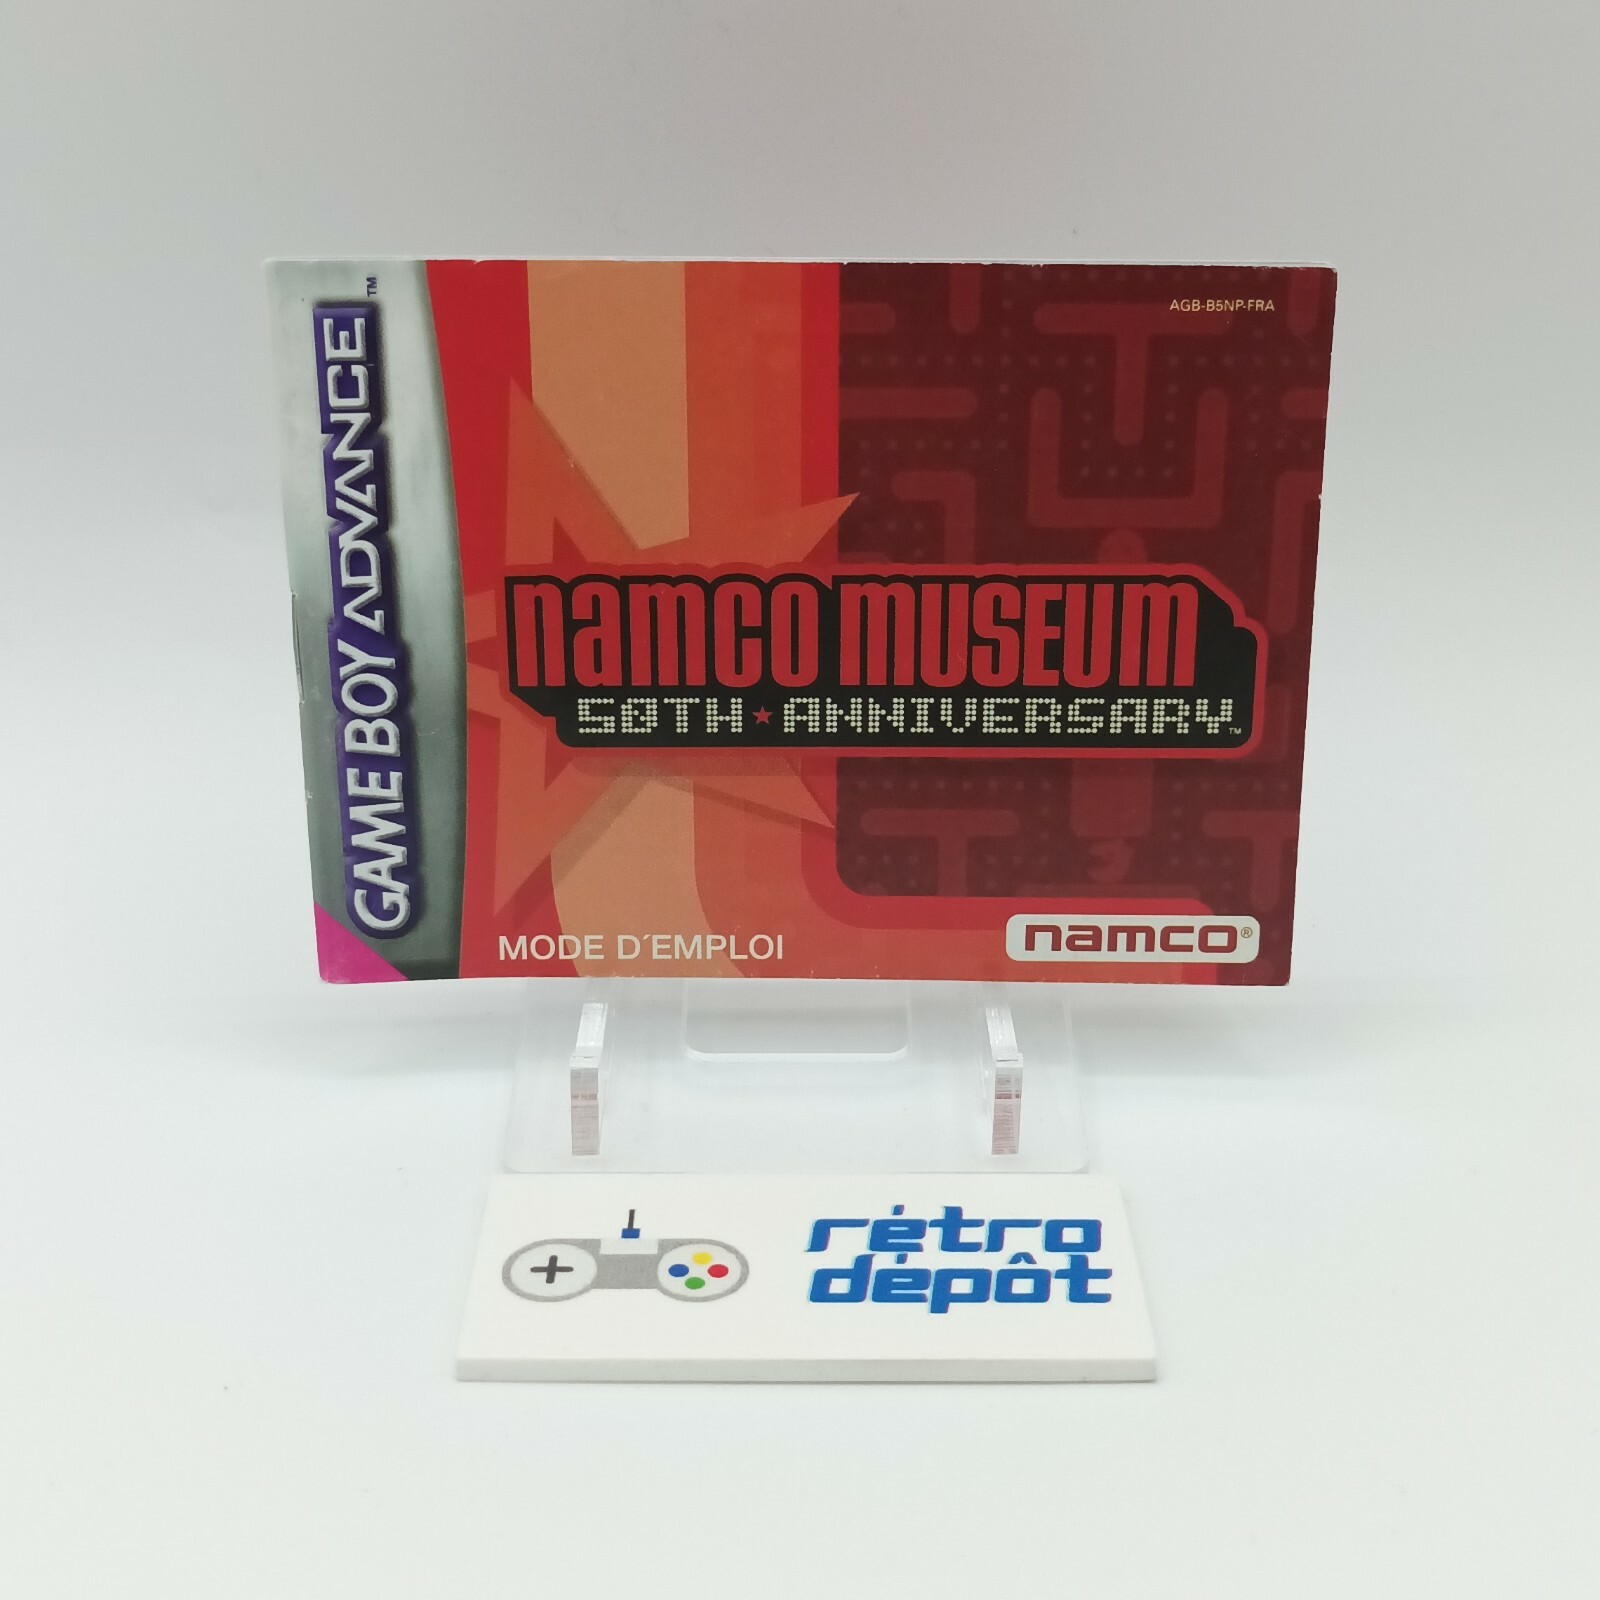 GAME BOY ADVANCE™
AGB-B5NP-FRA
namco museum
50TH ★ ANNIVERSARY™
MODE D'EMPLOI
namco®
rétro
dépôt